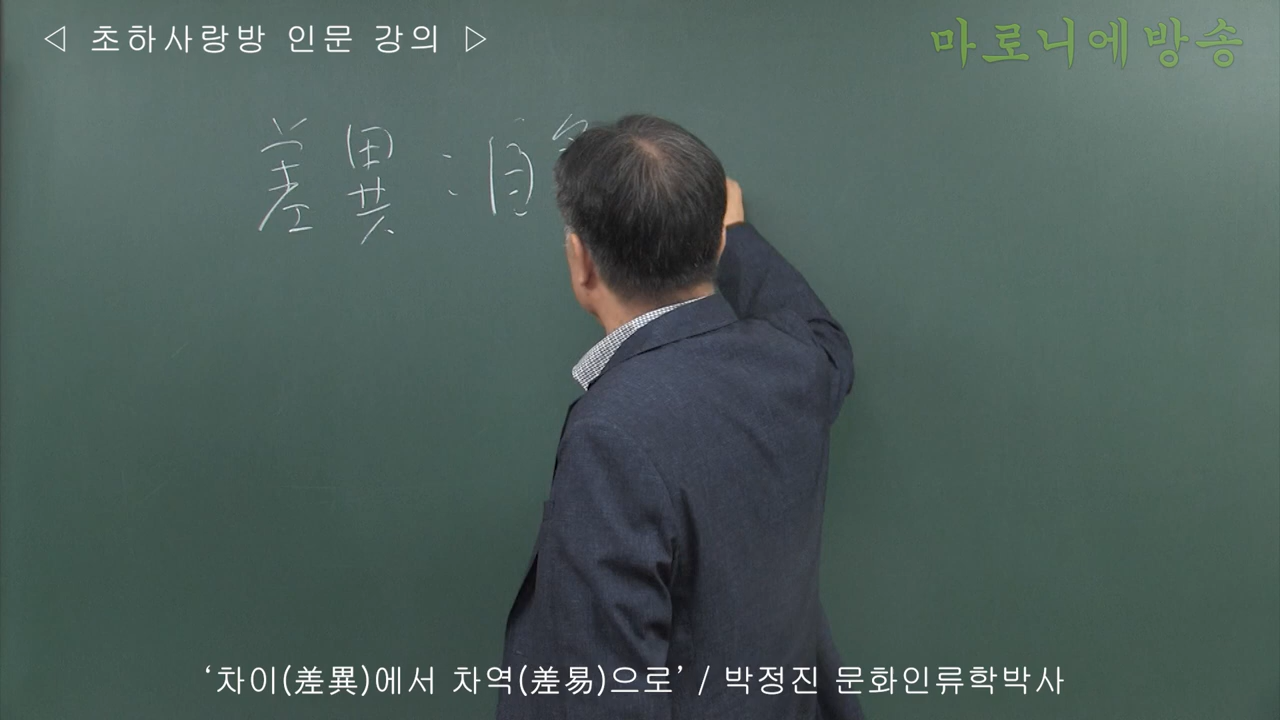 ◁ 초하사랑방 인문 강의 ▷
마로니에방송
差異 :
'차이(差異)에서 차역(差易)으로' / 박정진 문화인류학박사